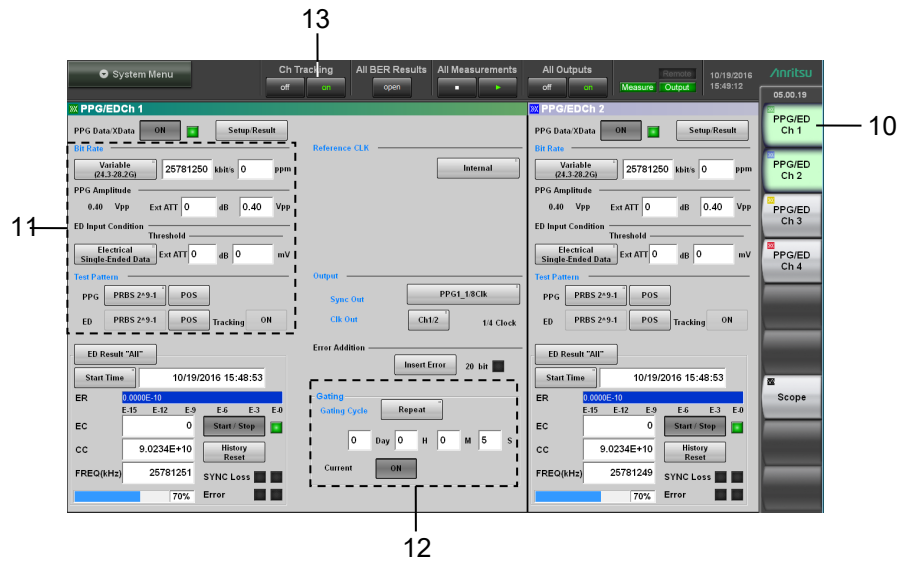 13
System Menu
Ch Tracking
off on
All BER Results
open
All Measurements
All Outputs
off on
Remote
Measure Output
10/19/2016
15:49:12
Anritsu
05.00.19
PPG/EDCh 1
PPG Data/XData ON Setup/Result
Bit Rate
Variable
(24.3-28.2G)
25781250 kbit/s 0 ppm
PPG Amplitude
0.40 Vpp Ext ATT 0 dB 0.40 Vpp
ED Input Condition
Threshold
Electrical
Single-Ended Data
Ext ATT 0 dB 0 mV
Test Pattern
PPG PRBS 2^9-1 POS
ED PRBS 2^9-1 POS Tracking ON
ED Result "All"
Start Time 10/19/2016 15:48:53
ER 0.0000E-10
E-15 E-12 E-9 E-6 E-3 E-0
EC 0 Start / Stop
CC 9.0234E+10 History
Reset
FREQ(kHz) 25781251 SYNC Loss
70% Error
Reference CLK
Internal
Output
Sync Out PPG1_1/8Clk
Clk Out Ch1/2 1/4 Clock
Error Addition
Insert Error 20 bit
Gating
Gating Cycle Repeat
0 Day 0 H 0 M 5 S
Current ON
PPG/EDCh 2
PPG Data/XData ON Setup/Result
Bit Rate
Variable
(24.3-28.2G)
25781250 kbit/s 0 ppm
PPG Amplitude
0.40 Vpp Ext ATT 0 dB 0.40 Vpp
ED Input Condition
Threshold
Electrical
Single-Ended Data
Ext ATT 0 dB 0 mV
Test Pattern
PPG PRBS 2^9-1 POS
ED PRBS 2^9-1 POS Tracking ON
ED Result "All"
Start Time 10/19/2016 15:48:53
ER 0.0000E-10
E-15 E-12 E-9 E-6 E-3 E-0
EC 0 Start / Stop
CC 9.0234E+10 History
Reset
FREQ(kHz) 25781249 SYNC Loss
70% Error
PPG/ED
Ch 1
PPG/ED
Ch 2
PPG/ED
Ch 3
PPG/ED
Ch 4
Scope
10
11
12